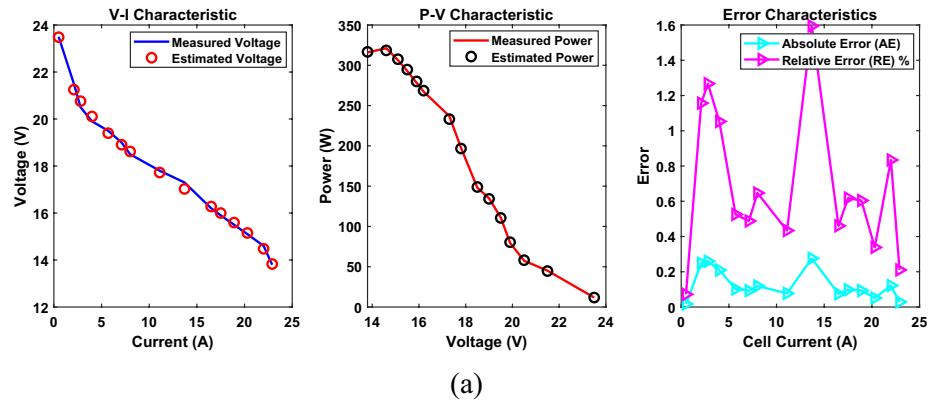 V-I Characteristic
Measured Voltage
Estimated Voltage
24
22
20
18
16
14
12
Voltage (V)
0 5 10 15 20 25
Current (A)
P-V Characteristic
Measured Power
Estimated Power
350
300
250
200
150
100
50
0
Power (W)
14 16 18 20 22 24
Voltage (V)
Error Characteristics
Absolute Error (AE)
Relative Error (RE) %
1.6
1.4
1.2
1
0.8
0.6
0.4
0.2
0
Error
0 5 10 15 20 25
Cell Current (A)
(a)